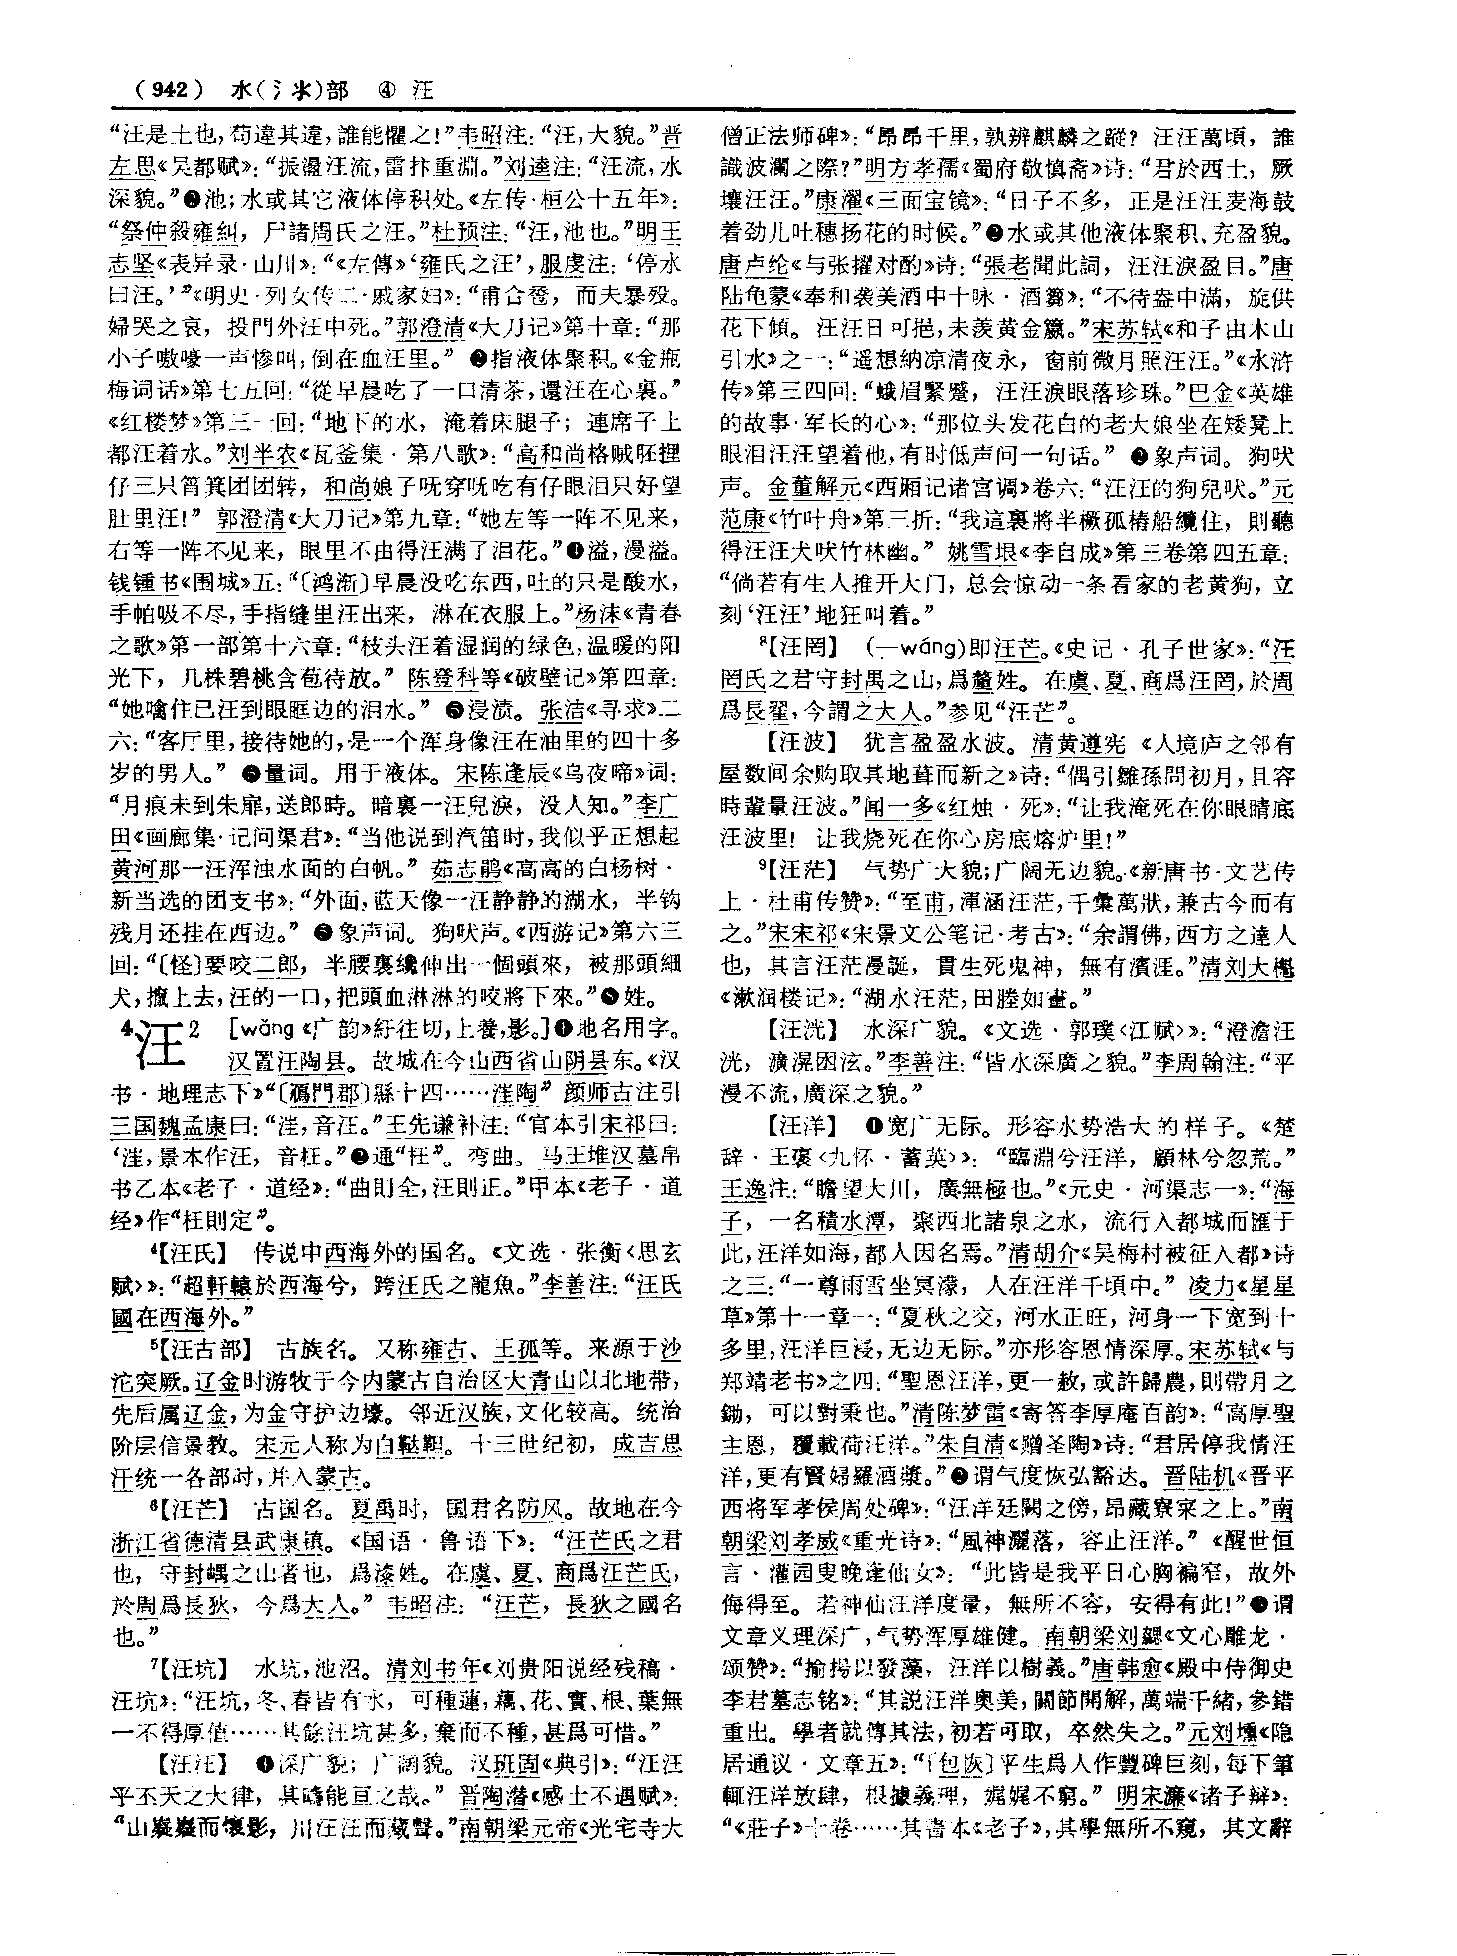 （942） 水(氵氺)部 ④ 汪
“汪是土也，苟違其違，誰能懼之！”韦昭注：“汪，大貌。”晋
左思《吴都赋》：“振盪汪流，雷抃重淵。”刘逵注：“汪流，水
深貌。”❷池；水或其它液体停积处。《左传·桓公十五年》：
“祭仲殺雍糾，尸諸周氏之汪。”杜预注：“汪，池也。”明王
志坚《表异录·山川》：“《左傳》‘雍氏之汪’，服虔注：‘停水
曰汪。’”《明史·列女传二·戚家妇》：“甫合巹，而夫暴殁。
婦哭之哀，投門外汪中死。”郭澄清《大刀记》第十章：“那
小子嗷嚎一声惨叫，倒在血汪里。” ❸指液体聚积。《金瓶
梅词话》第七五回：“從早晨吃了一口清茶，還汪在心裏。”
《红楼梦》第三一回：“地下的水，淹着床腿子；連席子上
都汪着水。”刘半农《瓦釜集·第八歌》：“高和尚格贼胚捏
仔三只筲箕团团转，和尚娘子呒穿呒吃有仔眼泪只好望
肚里汪！” 郭澄清《大刀记》第九章：“她左等一阵不见来，
右等一阵不见来，眼里不由得汪满了泪花。”❹溢，漫溢。
钱锺书《围城》五：“〔鸿渐〕早晨没吃东西，吐的只是酸水，
手帕吸不尽，手指缝里汪出来，淋在衣服上。”杨沫《青春
之歌》第一部第十六章：“枝头汪着湿润的绿色，温暖的阳
光下，几株碧桃含苞待放。” 陈登科等《破壁记》第四章：
“她噙住已汪到眼眶边的泪水。” ❺浸渍。张洁《寻求》二
六：“客厅里，接待她的，是一个浑身像汪在油里的四十多
岁的男人。” ❻量词。用于液体。宋陈逢辰《乌夜啼》词：
“月痕未到朱扉，送郎時。暗裏一汪兒淚，没人知。”李广
田《画廊集·记问渠君》：“当他说到汽笛时，我似乎正想起
黄河那一汪浑浊水面的白帆。” 茹志鹃《高高的白杨树·
新当选的团支书》：“外面，蓝天像一汪静静的湖水，半钩
残月还挂在西边。” ❼象声词。狗吠声。《西游记》第六三
回：“〔怪〕要咬二郎，半腰裏纔伸出一個頭來，被那頭細
犬，攛上去，汪的一口，把頭血淋淋的咬將下來。”❽姓。
4汪2 [wǎng《广韵》紆往切，上養，影。]❶地名用字。
汉置汪陶县。故城在今山西省山阴县东。《汉
书·地理志下》“〔鴈門郡〕縣十四……汪陶” 颜师古注引
三国魏孟康曰：“汪，音汪。”王先谦补注：“官本引宋祁曰：
‘汪，景本作汪，音枉。”❷通“枉”。弯曲。马王堆汉墓帛
书乙本《老子·道经》：“曲則全，汪則正。”甲本《老子·道
经》作“枉則定”。
4【汪氏】 传说中西海外的国名。《文选·张衡〈思玄
赋〉》：“超軒轅於西海兮，跨汪氏之龍魚。”李善注：“汪氏
國在西海外。”
5【汪古部】 古族名。又称雍古、王孤等。来源于沙
沱突厥。辽金时游牧于今内蒙古自治区大青山以北地带，
先后属辽金，为金守护边壕。邻近汉族，文化较高。统治
阶层信景教。宋元人称为白鞑靼。十三世纪初，成吉思
汗统一各部时，并入蒙古。
6【汪芒】 古国名。夏禹时，国君名防风。故地在今
浙江省德清县武康镇。《国语·鲁语下》：“汪芒氏之君
也，守封嵎之山者也，爲漆姓。在虞、夏、商爲汪芒氏，
於周爲長狄，今爲大人。” 韦昭注：“汪芒，長狄之國名
也。”
7【汪坑】 水坑，池沼。清刘书年《刘贵阳说经残稿·
汪坑》：“汪坑，冬、春皆有水，可種蓮，藕、花、實、根、葉無
一不得厚值……其餘汪坑甚多，棄而不種，甚爲可惜。”
【汪汪】 ❶深广貌；广阔貌。汉班固《典引》：“汪汪
乎丕天之大律，其疇能亘之哉。” 晋陶潜《感士不遇赋》：
“山嶷嶷而懷影，川汪汪而藏聲。”南朝梁元帝《光宅寺大
僧正法师碑》：“昂昂千里，孰辨麒麟之蹤？汪汪萬頃，誰
識波瀾之際？”明方孝孺《蜀府敬慎斋》诗：“君於西土，厥
壤汪汪。”康濯《三面宝镜》：“日子不多，正是汪汪麦海鼓
着劲儿吐穗扬花的时候。”❷水或其他液体聚积、充盈貌。
唐卢纶《与张擢对酌》诗：“張老聞此詞，汪汪淚盈目。”唐
陆龟蒙《奉和袭美酒中十咏·酒篘》：“不待盎中滿，旋供
花下傾。汪汪日可挹，未羨黄金籯。”宋苏轼《和子由木山
引水》之一：“遥想納凉清夜永，窗前微月照汪汪。”《水浒
传》第三四回：“蛾眉緊蹙，汪汪淚眼落珍珠。”巴金《英雄
的故事·军长的心》：“那位头发花白的老大娘坐在矮凳上
眼泪汪汪望着他，有时低声问一句话。” ❸象声词。狗吠
声。金董解元《西厢记诸宫调》卷六：“汪汪的狗兒吠。”元
范康《竹叶舟》第三折：“我這裏將半橛孤樁船纜住，則聽
得汪汪犬吠竹林幽。” 姚雪垠《李自成》第三卷第四五章：
“倘若有生人推开大门，总会惊动一条看家的老黄狗，立
刻‘汪汪’地狂叫着。”
8【汪罔】 （—wáng）即汪芒。《史记·孔子世家》：“汪
罔氏之君守封禺之山，爲釐姓。在虞、夏、商爲汪罔，於周
爲長翟，今謂之大人。”参见“汪芒”。
【汪波】 犹言盈盈水波。清黄遵宪《人境庐之邻有
屋数间余购取其地葺而新之》诗：“偶引雛孫問初月，且容
時輩量汪波。”闻一多《红烛·死》：“让我淹死在你眼睛底
汪波里！让我烧死在你心房底熔炉里！”
9【汪茫】 气势广大貌；广阔无边貌。《新唐书·文艺传
上·杜甫传赞》：“至甫，渾涵汪茫，千彙萬狀，兼古今而有
之。”宋宋祁《宋景文公笔记·考古》：“余謂佛，西方之達人
也，其言汪茫漫誕，貫生死鬼神，無有濱涯。”清刘大櫆
《漱润楼记》：“湖水汪茫，田塍如畫。”
【汪洸】 水深广貌。《文选·郭璞〈江赋〉》：“澄澹汪
洸，瀇滉囦泫。”李善注：“皆水深廣之貌。”李周翰注：“平
漫不流，廣深之貌。”
【汪洋】 ❶宽广无际。形容水势浩大的样子。《楚
辞·王褒〈九怀·蓄英〉》：“臨淵兮汪洋，顧林兮忽荒。”
王逸注：“瞻望大川，廣無極也。”《元史·河渠志一》：“海
子，一名積水潭，聚西北諸泉之水，流行入都城而匯于
此，汪洋如海，都人因名焉。”清胡介《吴梅村被征入都》诗
之三：“一尊雨雪坐冥濛，人在汪洋千頃中。” 凌力《星星
草》第十一章一：“夏秋之交，河水正旺，河身一下宽到十
多里，汪洋巨浸，无边无际。”亦形容恩情深厚。宋苏轼《与
郑靖老书》之四：“聖恩汪洋，更一赦，或許歸農，則帶月之
鋤，可以對秉也。”清陈梦雷《寄答李厚庵百韵》：“高厚聖
主恩，覆載荷汪洋。”朱自清《赠圣陶》诗：“君居停我情汪
洋，更有賢婦羅酒漿。”❷谓气度恢弘豁达。晋陆机《晋平
西将军孝侯周处碑》：“汪洋廷闕之傍，昂藏寮寀之上。”南
朝梁刘孝威《重光诗》：“風神灑落，容止汪洋。” 《醒世恒
言·灌园叟晚逢仙女》：“此皆是我平日心胸褊窄，故外
侮得至。若神仙汪洋度量，無所不容，安得有此！”❸谓
文章义理深广，气势浑厚雄健。南朝梁刘勰《文心雕龙·
颂赞》：“揄揚以發藻，汪洋以樹義。”唐韩愈《殿中侍御史
李君墓志铭》：“其説汪洋奥美，關節開解，萬端千緒，參錯
重出。學者就傳其法，初若可取，卒然失之。”元刘壎《隐
居通议·文章五》：“〔包恢〕平生爲人作豐碑巨刻，每下筆
輒汪洋放肆，根據義理，娓娓不窮。” 明宋濂《诸子辩》：
“《莊子》十卷……其書本《老子》，其學無所不窺，其文辭